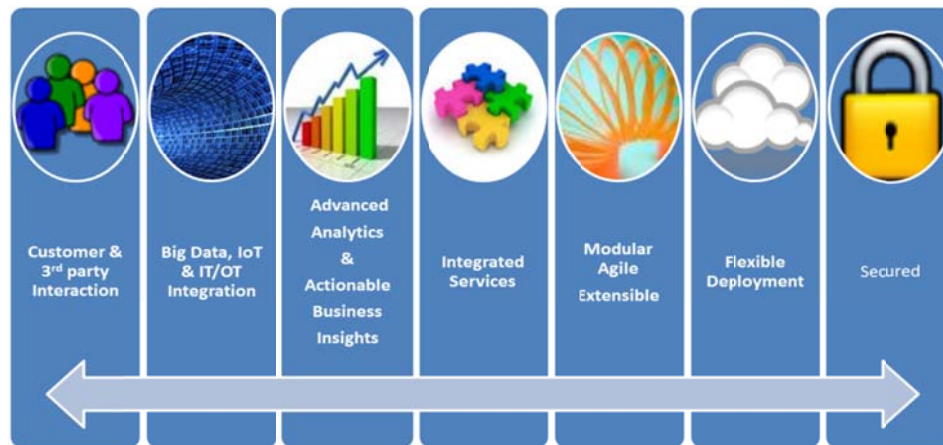 Customer &
3rd party
Interaction
Big Data, IoT
& IT/OT
Integration
Advanced
Analytics
&
Actionable
Business
Insights
Integrated
Services
Modular
Agile
Extensible
Flexible
Deployment
Secured